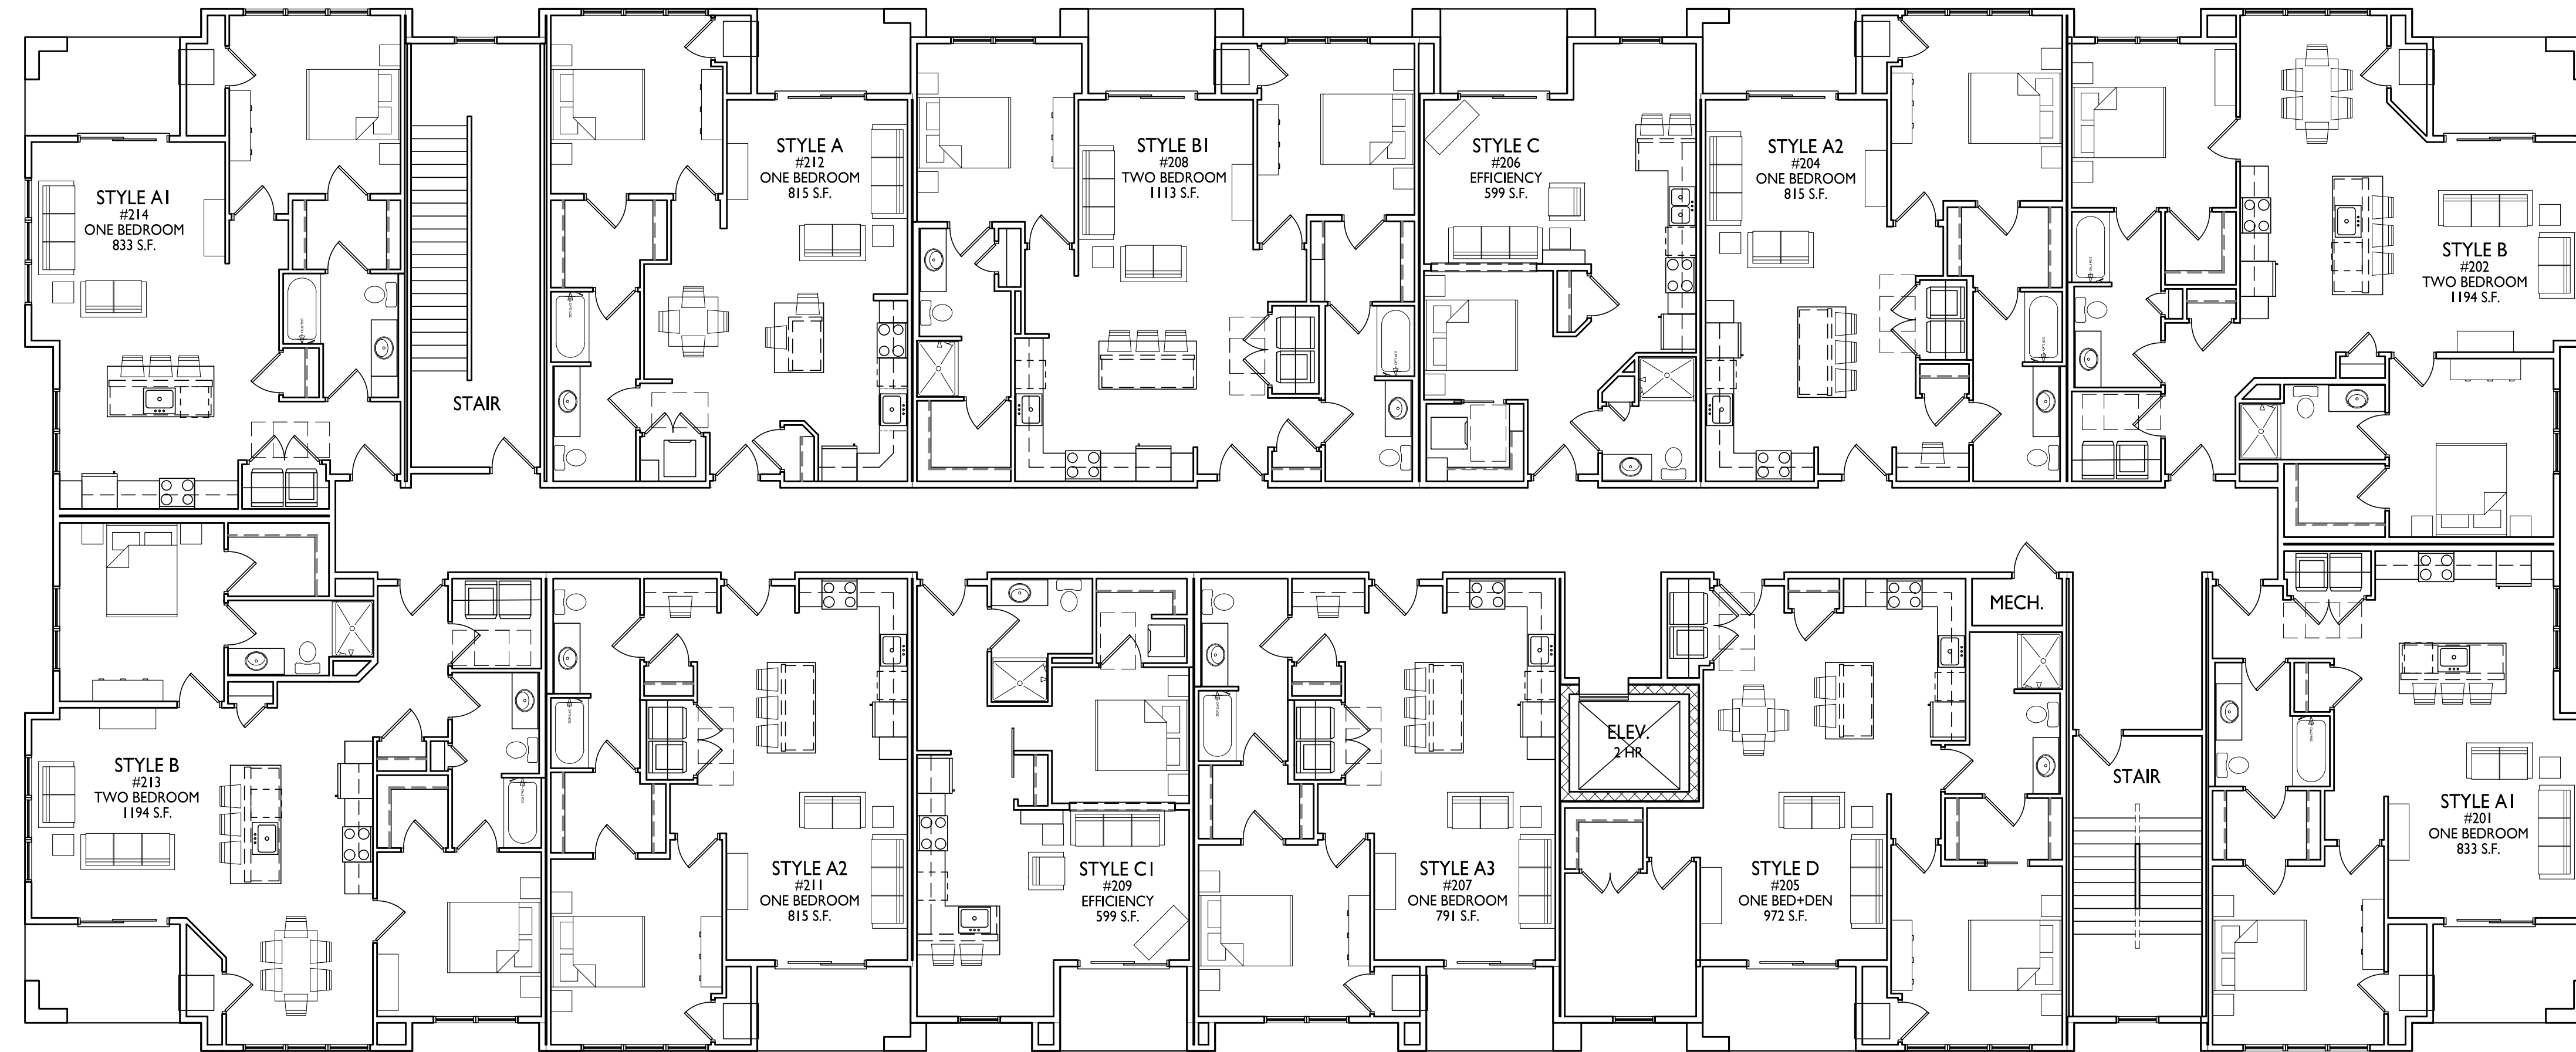 STYLE A1
#214
ONE BEDROOM
833 S.F.
STAIR
STYLE A
#212
ONE BEDROOM
815 S.F.
STYLE B1
#208
TWO BEDROOM
1113 S.F.
STYLE C
#206
EFFICIENCY
599 S.F.
STYLE A2
#204
ONE BEDROOM
815 S.F.
STYLE B
#202
TWO BEDROOM
1194 S.F.
MECH.
STYLE B
#213
TWO BEDROOM
1194 S.F.
STYLE A2
#211
ONE BEDROOM
815 S.F.
STYLE C1
#209
EFFICIENCY
599 S.F.
STYLE A3
#207
ONE BEDROOM
791 S.F.
ELEV.
2 HR
STYLE D
#205
ONE BED+DEN
972 S.F.
STAIR
STYLE A1
#201
ONE BEDROOM
833 S.F.